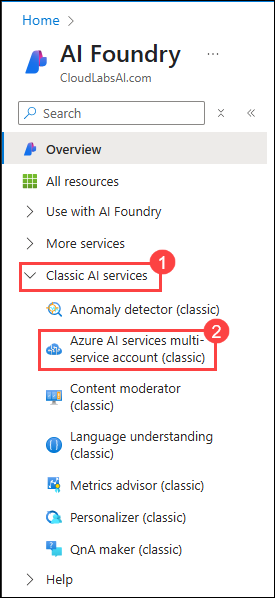 Home
AI Foundry
...
CloudLabsAI.com
Search
Overview
All resources
Use with AI Foundry
More services
1
Classic AI services
Anomaly detector (classic)
2
Azure AI services multi-
service account (classic)
Content moderator
(classic)
Language understanding
(classic)
Metrics advisor (classic)
Personalizer (classic)
QnA maker (classic)
Help